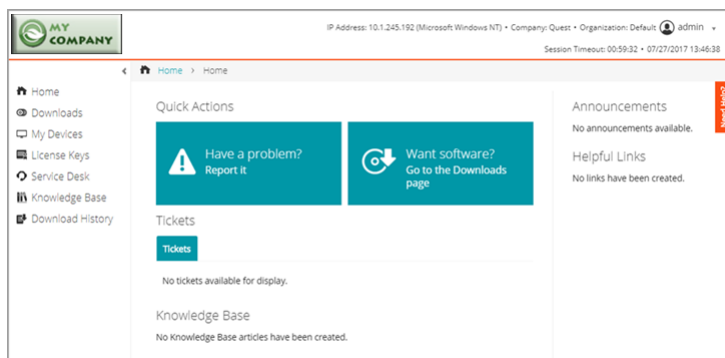 MY
COMPANY
IP Address: 10.1.245.192 (Microsoft Windows NT) • Company: Quest • Organization: Default admin
Session Timeout: 00:59:32 • 07/27/2017 13:46:38
Home › Home
Need Help?
Home
Downloads
My Devices
License Keys
Service Desk
Knowledge Base
Download History
Quick Actions
Have a problem?
Report it
Want software?
Go to the Downloads
page
Tickets
Tickets
No tickets available for display.
Knowledge Base
No Knowledge Base articles have been created.
Announcements
No announcements available.
Helpful Links
No links have been created.